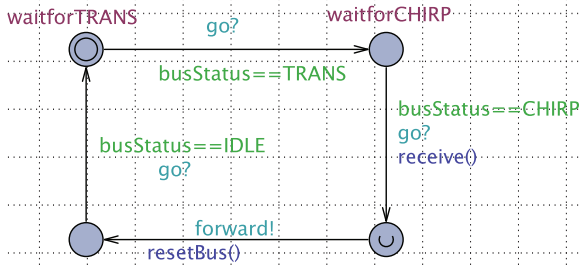 waitforTRANS
go?
waitforCHIRP
busStatus==TRANS
busStatus==CHIRP
go?
receive()
busStatus==IDLE
go?
forward!
resetBus()